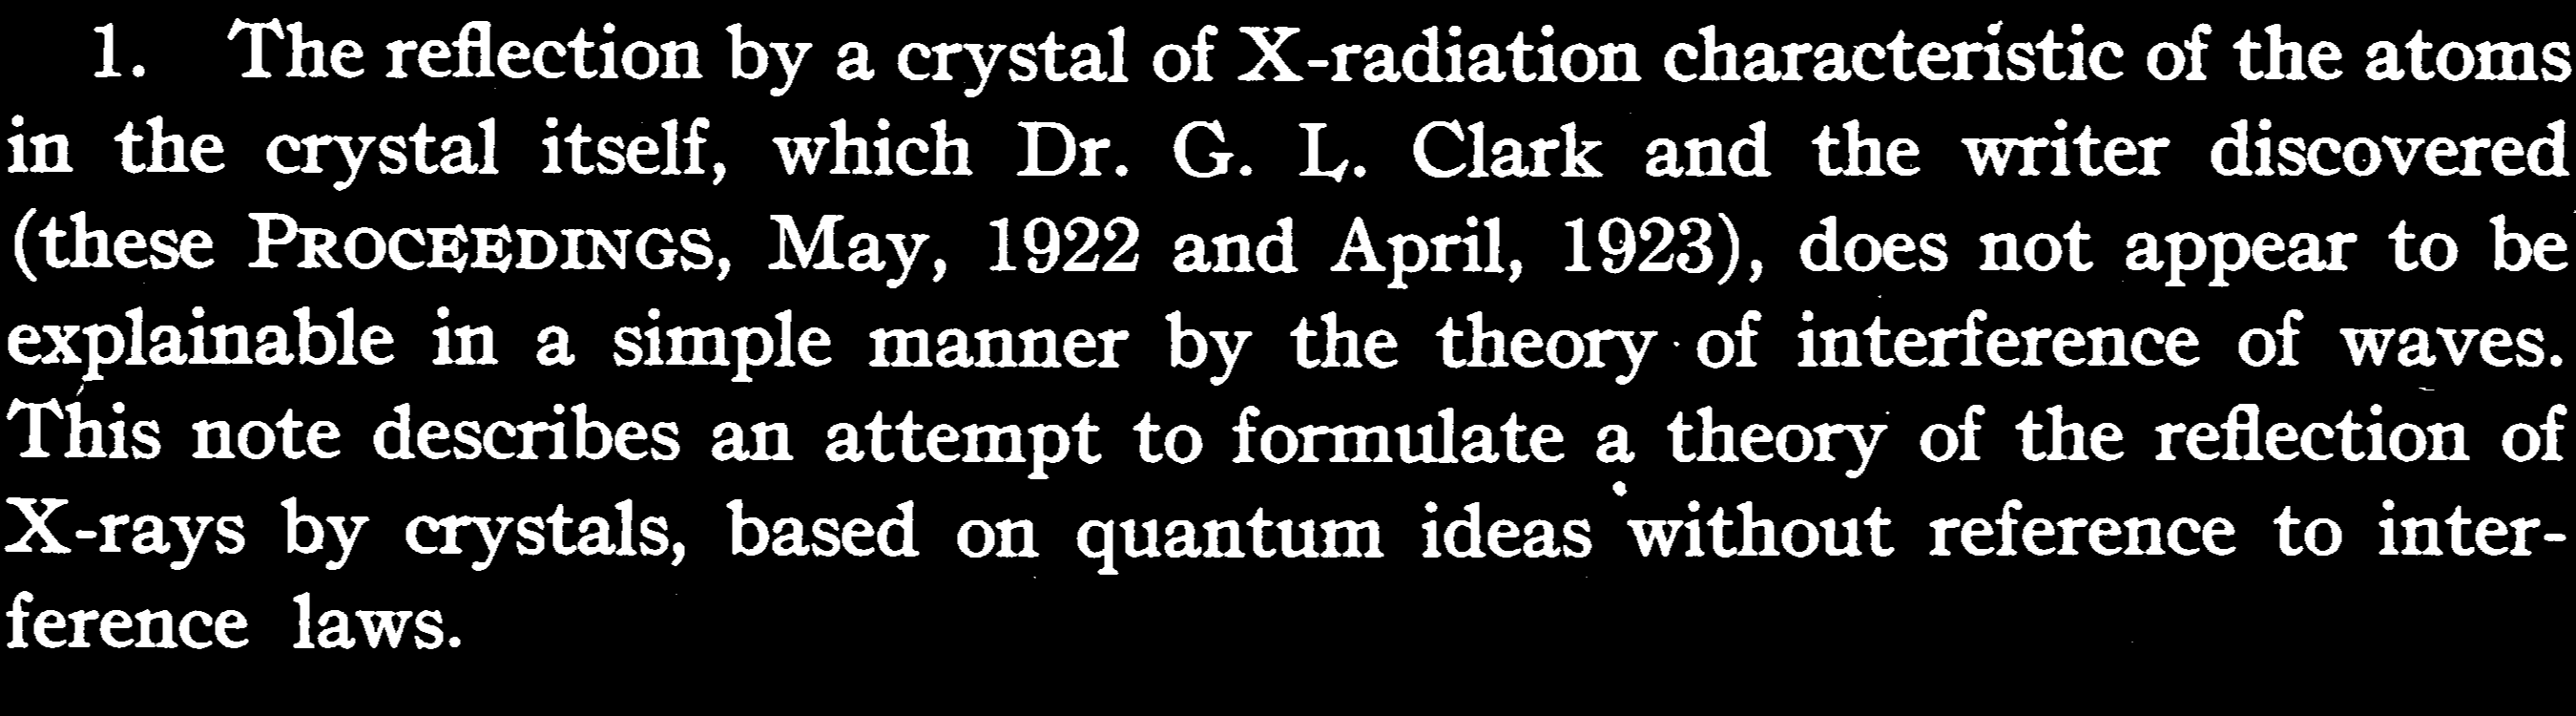 1. The reflection by a crystal of X-radiation characteristic of the atoms
in the crystal itself, which Dr. G. L. Clark and the writer discovered
(these PROCEEDINGS, May, 1922 and April, 1923), does not appear to be
explainable in a simple manner by the theory of interference of waves.
This note describes an attempt to formulate a theory of the reflection of
X-rays by crystals, based on quantum ideas without reference to inter-
ference laws.